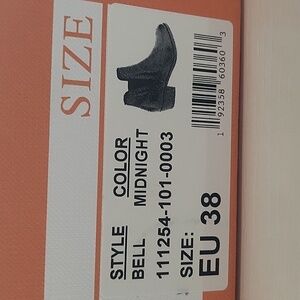 SIZE
STYLE COLOR
BELL MIDNIGHT
111254-101-0003
SIZE:
EU 38
1 92358 60360 3